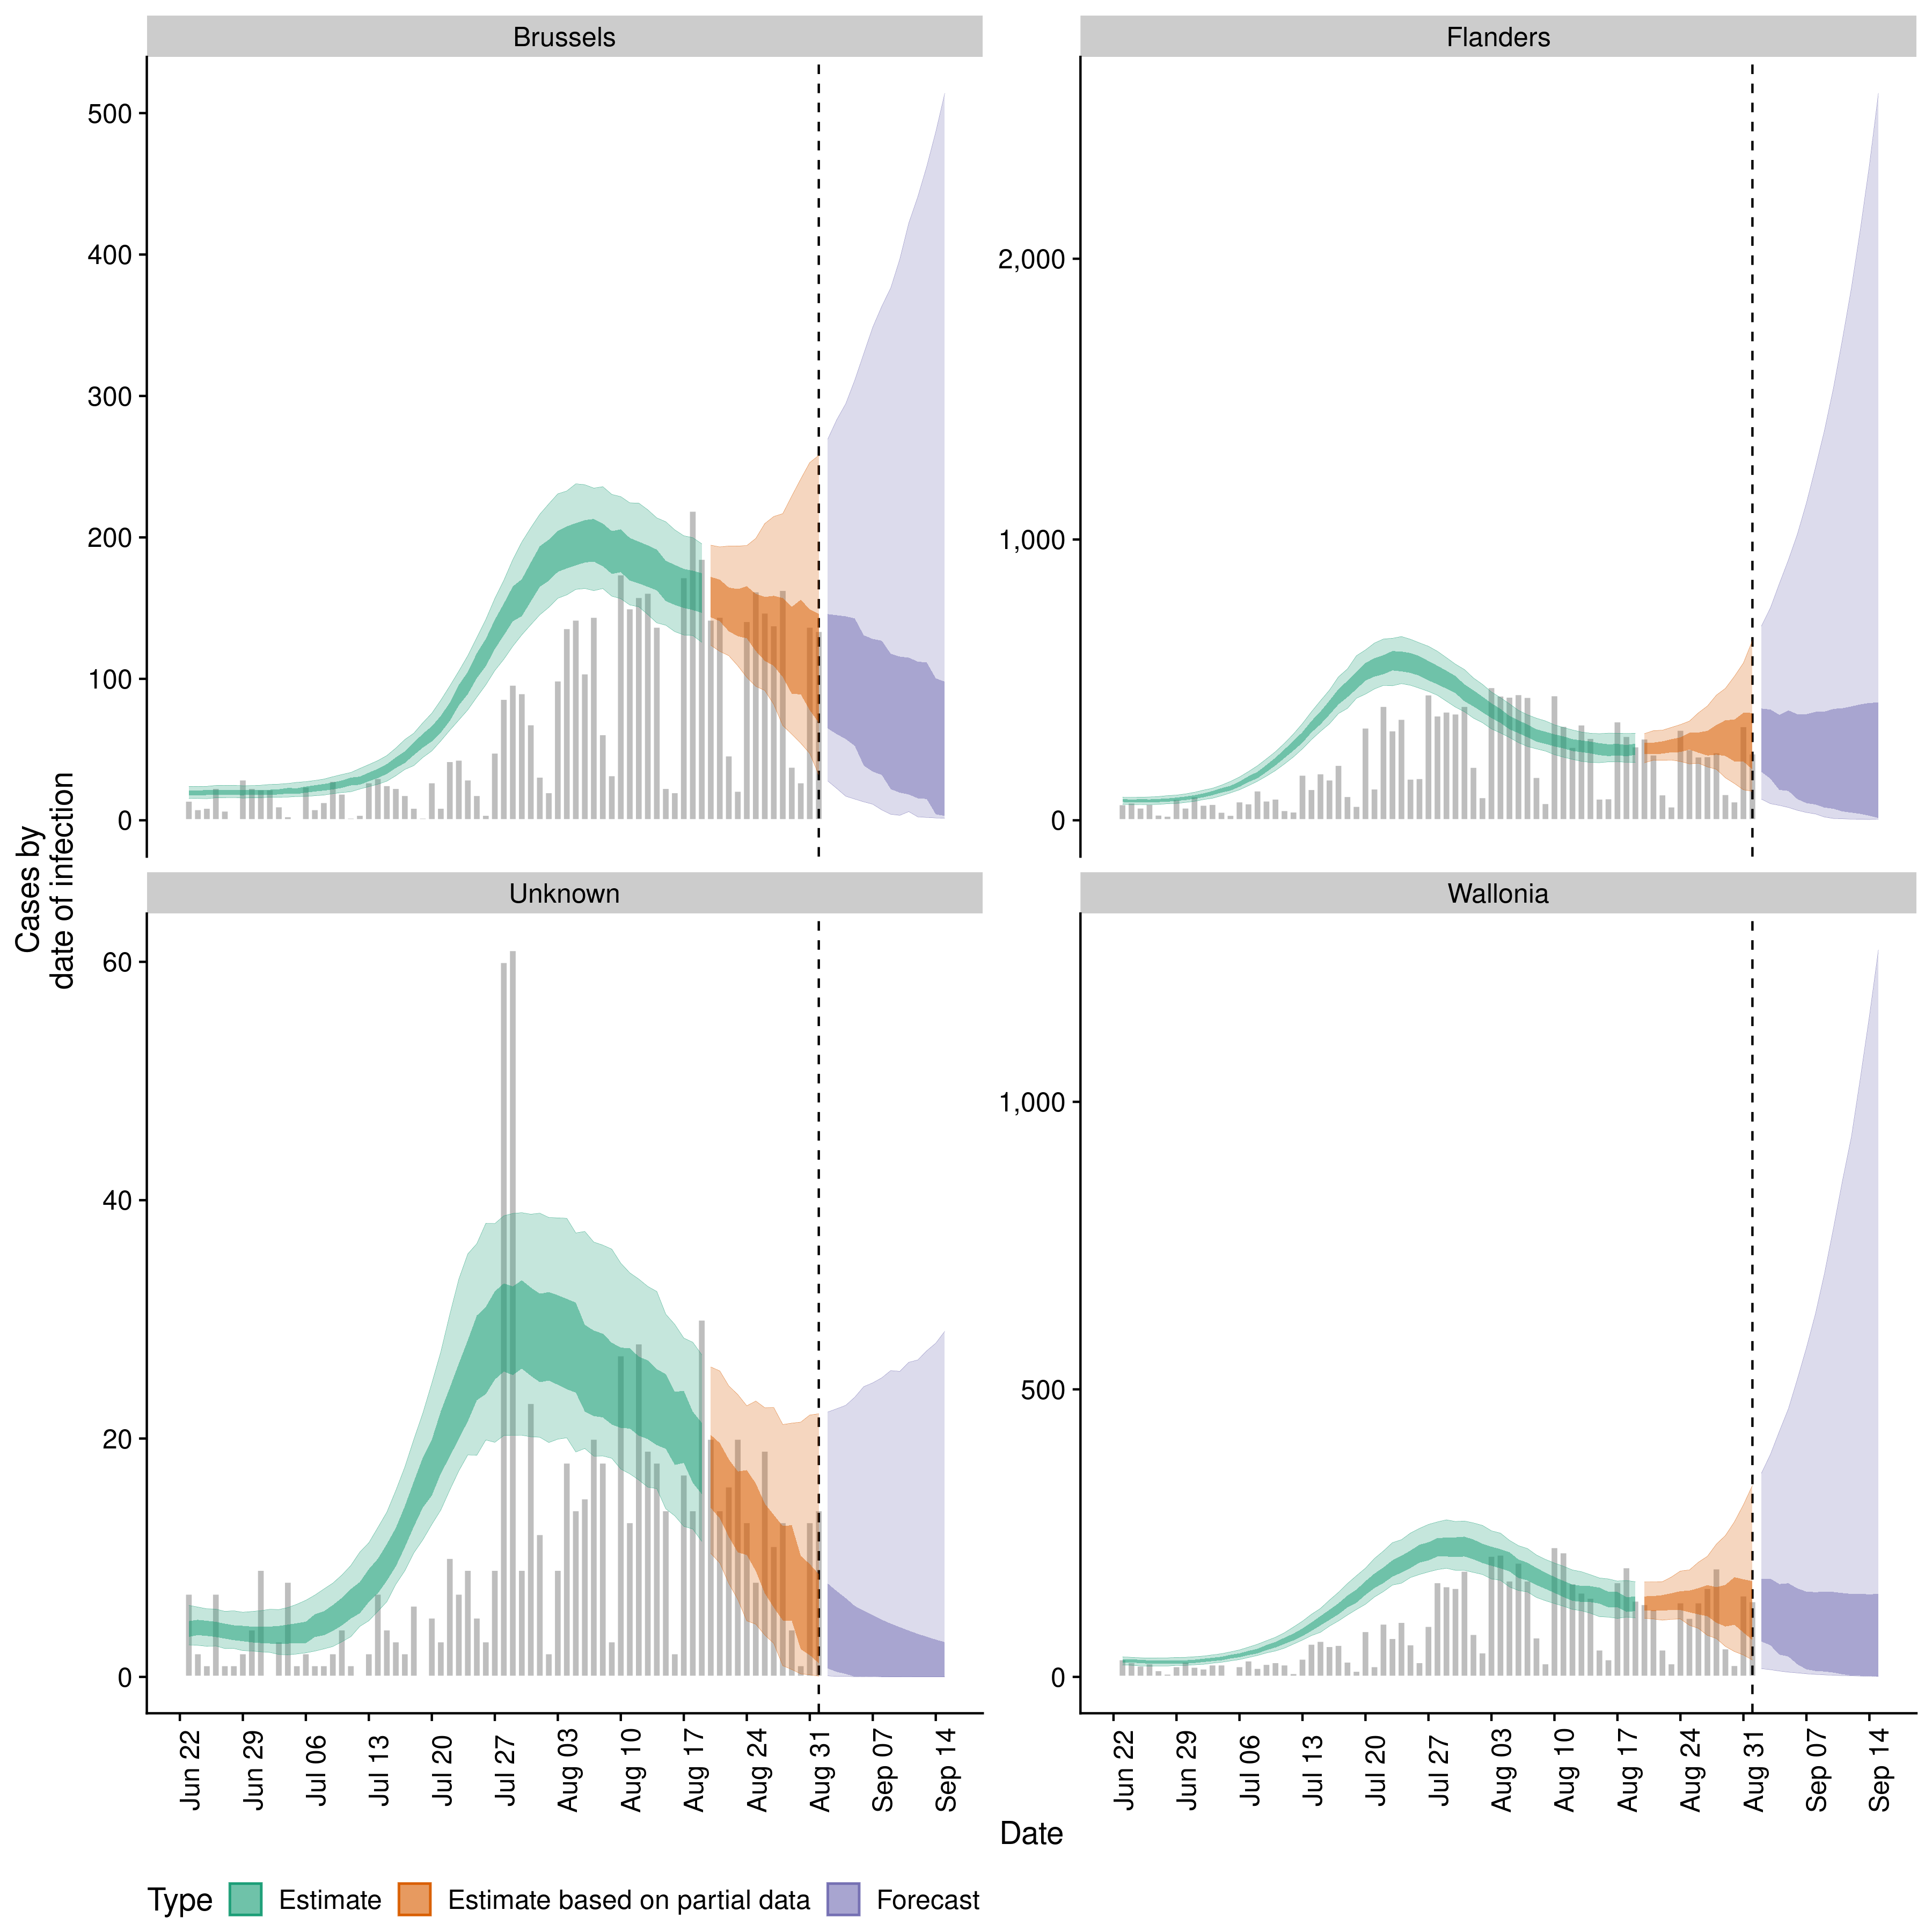 Brussels
Flanders
500
400
300
200
100
0
2,000
1,000
0
Cases by
date of infection
Unknown
Wallonia
60
40
20
0
1,000
500
0
Jun 22
Jun 29
Jul 06
Jul 13
Jul 20
Jul 27
Aug 03
Aug 10
Aug 17
Aug 24
Aug 31
Sep 07
Sep 14
Jun 22
Jun 29
Jul 06
Jul 13
Jul 20
Jul 27
Aug 03
Aug 10
Aug 17
Aug 24
Aug 31
Sep 07
Sep 14
Date
Type Estimate Estimate based on partial data Forecast